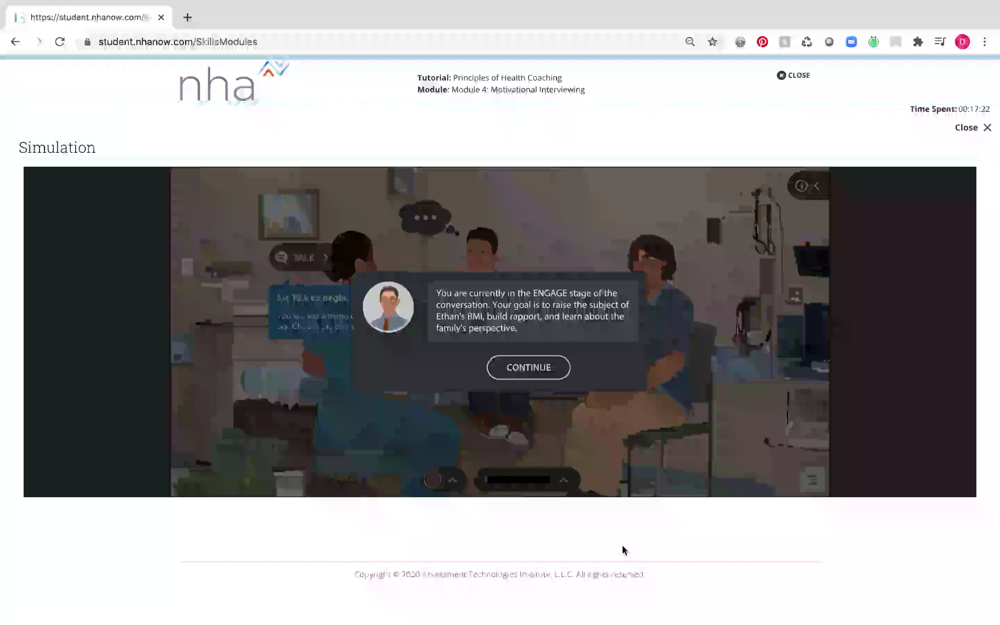 https://student.nhanow.com/S
student.nhanow.com/SkillsModules
D
nha
Tutorial: Principles of Health Coaching
Module: Module 4: Motivational Interviewing
CLOSE
Time Spent: 00:17:22
Close
Simulation
TALK
Hit Talk to begin.
You will see a menu
say.
You are currently in the ENGAGE stage of the
conversation. Your goal is to raise the subject of
Ethan's BMI, build rapport, and learn about the
family's perspective.
CONTINUE
Copyright © 2020 Assessment Technologies Institute, L.L.C. All rights reserved.